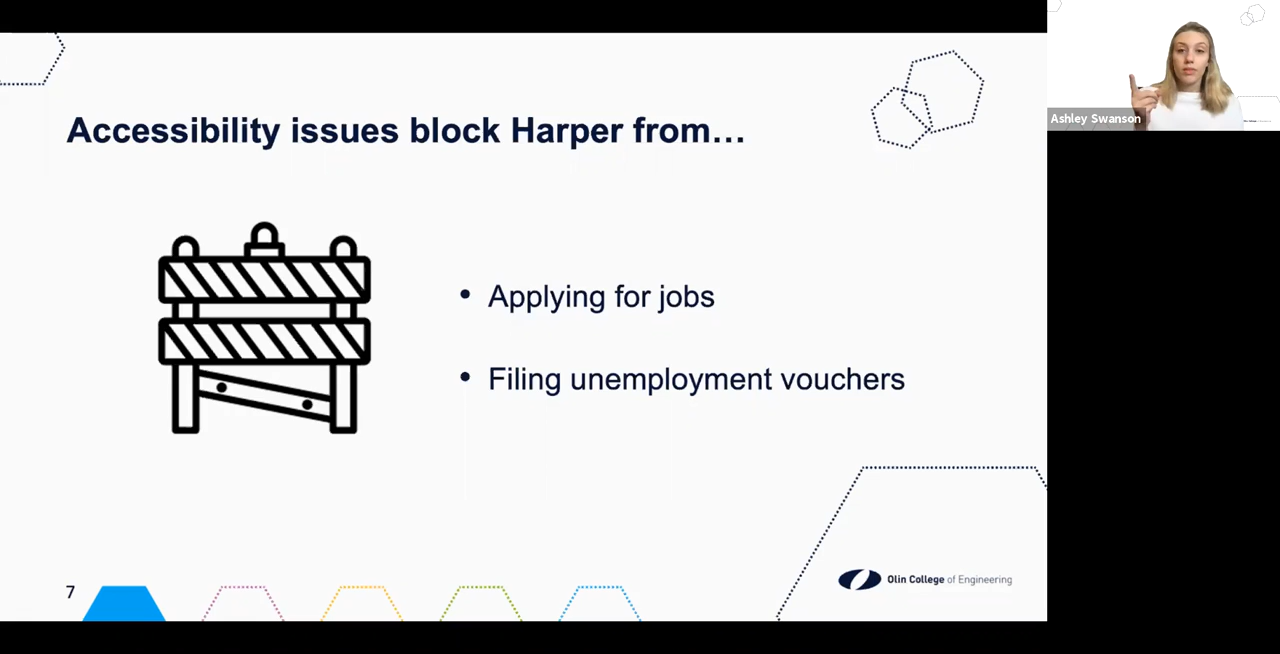 Accessibility issues block Harper from…
• Applying for jobs
• Filing unemployment vouchers
7
Olin College of Engineering
Ashley Swanson